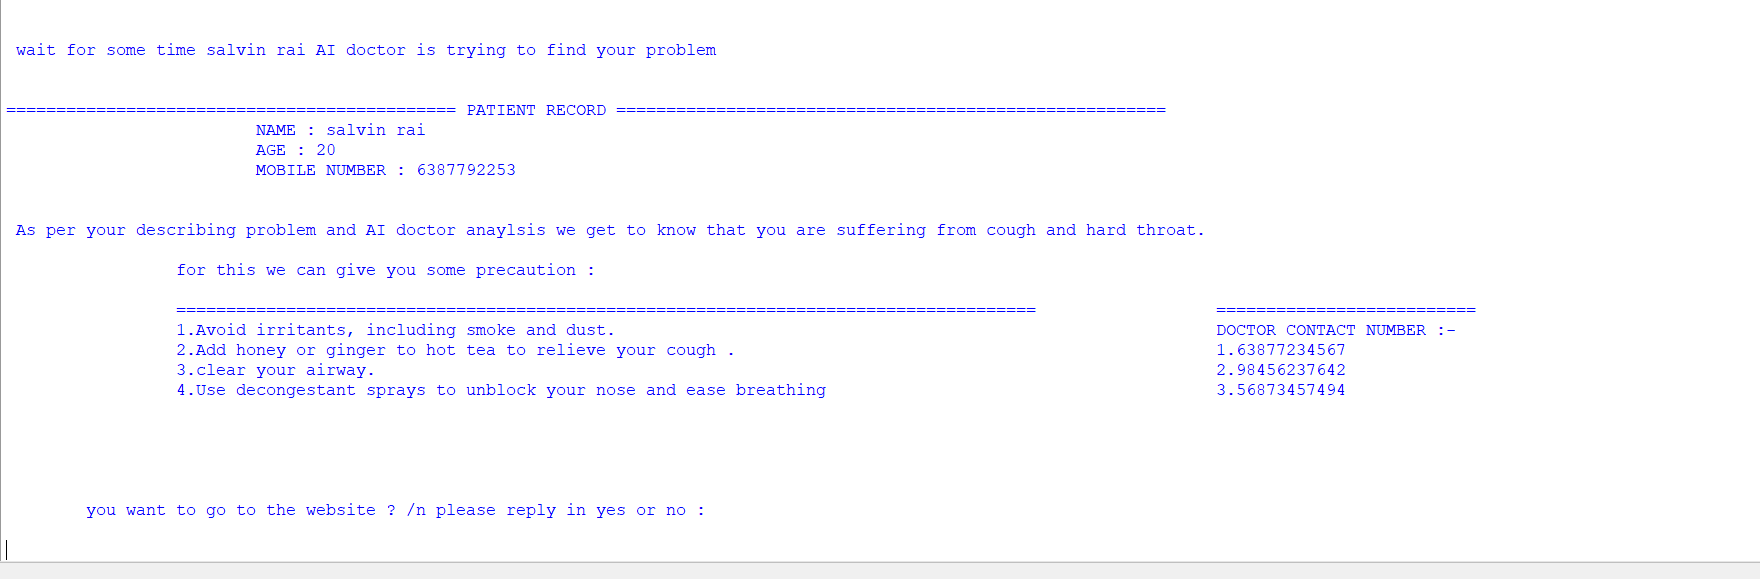 wait for some time salvin rai AI doctor is trying to find your problem
============================================= PATIENT RECORD =======================================================
NAME : salvin rai
AGE : 20
MOBILE NUMBER : 6387792253
As per your describing problem and AI doctor anaylsis we get to know that you are suffering from cough and hard throat.
for this we can give you some precaution :
====================================================================================== ==========================
1.Avoid irritants, including smoke and dust. DOCTOR CONTACT NUMBER :-
2.Add honey or ginger to hot tea to relieve your cough . 1.63877234567
3.clear your airway. 2.98456237642
4.Use decongestant sprays to unblock your nose and ease breathing 3.56873457494
you want to go to the website ? /n please reply in yes or no :